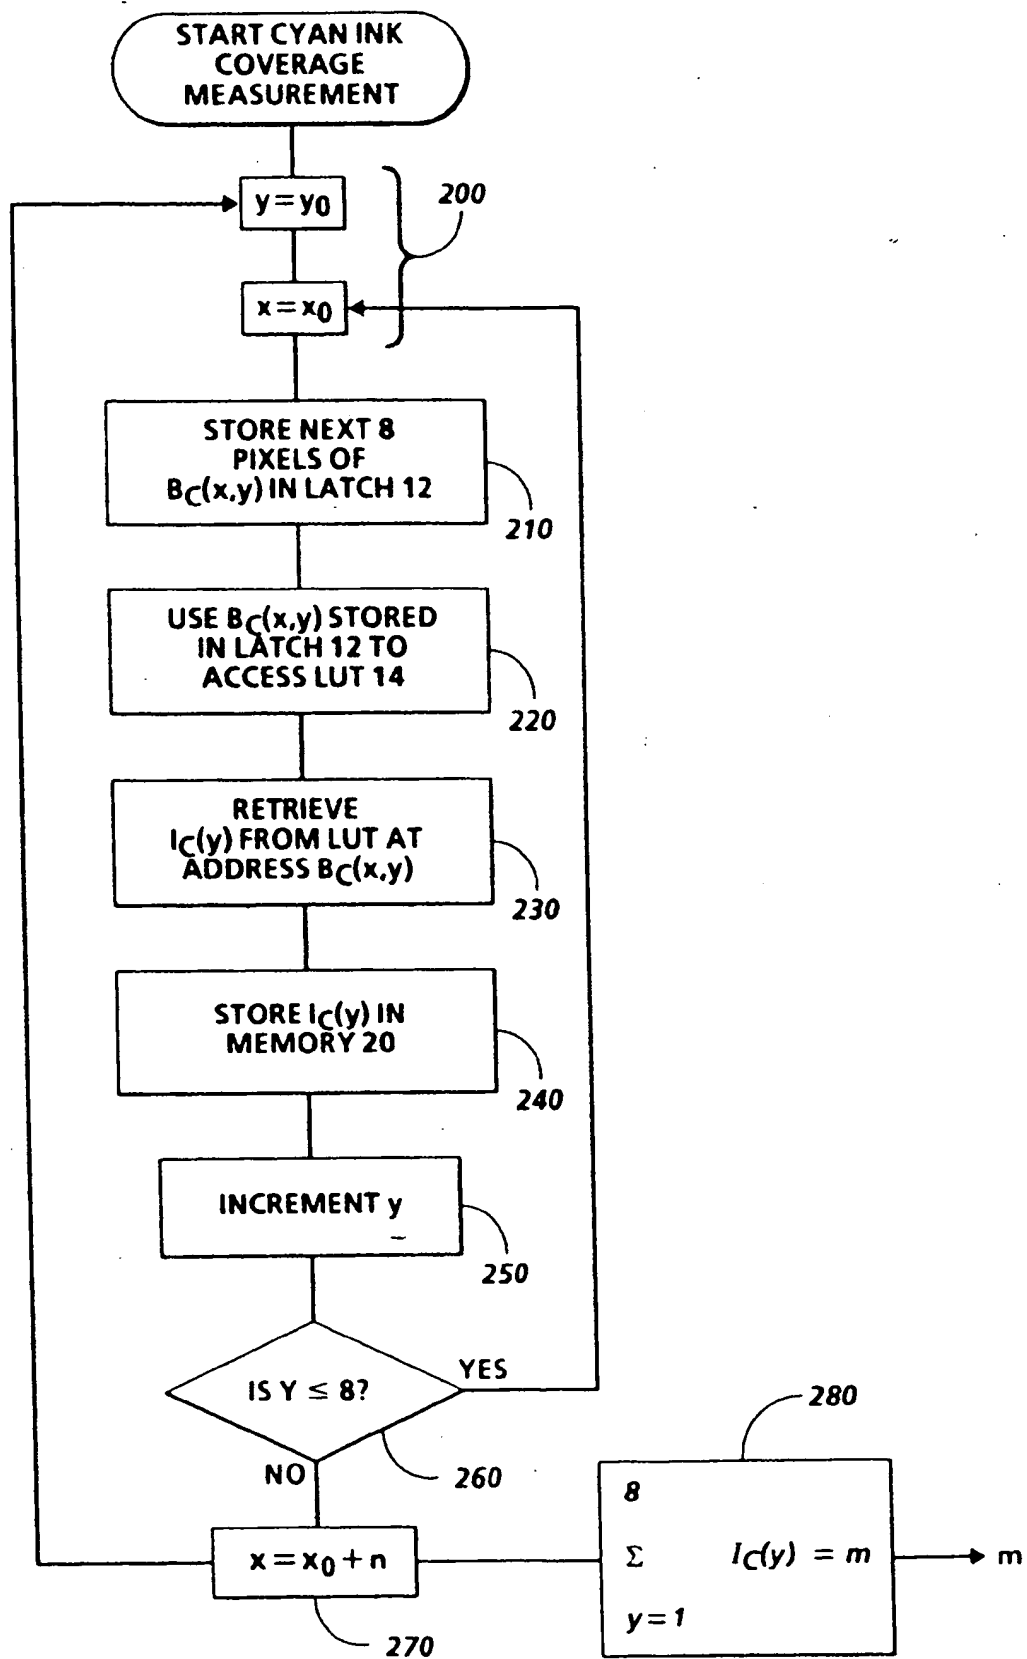 START CYAN INK
COVERAGE
MEASUREMENT
y=y0
200
x=x0
STORE NEXT 8
PIXELS OF
BC(x,y) IN LATCH 12
210
USE BC(x,y) STORED
IN LATCH 12 TO
ACCESS LUT 14
220
RETRIEVE
IC(y) FROM LUT AT
ADDRESS BC(x,y)
230
STORE IC(y) IN
MEMORY 20
240
INCREMENT y
250
IS Y ≤ 8?
YES
260
NO
x=x0+n
270
280
8
Σ IC(y) = m
y=1
m